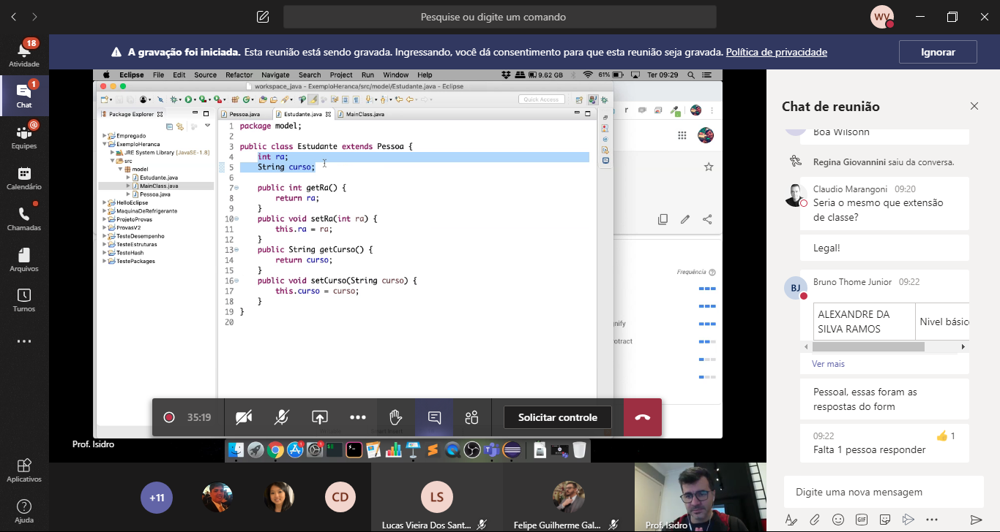 Pesquise ou digite um comando
WV
A gravação foi iniciada. Esta reunião está sendo gravada. Ingressando, você dá consentimento para que esta reunião seja gravada. Política de privacidade
Ignorar
18
Atividade
1
Chat
@
Equipes
Calendário
Chamadas
Arquivos
Turnos
Aplicativos
Ajuda
Eclipse File Edit Source Refactor Navigate Search Project Run Window Help
9.62 GB
61%
Ter 09:29
workspace_java - ExemploHeranca/src/model/Estudante.java - Eclipse
Quick Access
Package Explorer
Empregado
ExemploHeranca
JRE System Library [JavaSE-1.8]
src
model
Estudante.java
MainClass.java
Pessoa.java
HelloEclipse
MaquinaDeRefrigerante
ProjetoProvas
ProvasV2
TesteDesempenho
TesteEstruturas
TesteHash
TestePackages
Pessoa.java
Estudante.java
MainClass.java
1 package model;
2
3 public class Estudante extends Pessoa {
4 int ra;
5 String curso;
6
7 public int getRa() {
8 return ra;
9 }
10 public void setRa(int ra) {
11 this.ra = ra;
12 }
13 public String getCurso() {
14 return curso;
15 }
16 public void setCurso(String curso) {
17 this.curso = curso;
18 }
19 }
20
Frequência
nify
otract
35:19
Solicitar controle
Prof. Isidro
+11
CD
LS
Lucas Vieira Dos Sant...
Felipe Guilherme Gal...
Prof. Isidro
Chat de reunião
Boa Wilsonn
Regina Giovannini saiu da conversa.
Claudio Marangoni 09:20
Seria o mesmo que extensão
de classe?
Legal!
BJ
Bruno Thome Junior 09:22
ALEXANDRE DA
SILVA RAMOS
Nivel básic
Ver mais
Pessoal, essas foram as
respostas do form
09:22
1
Falta 1 pessoa responder
Digite uma nova mensagem
GIF